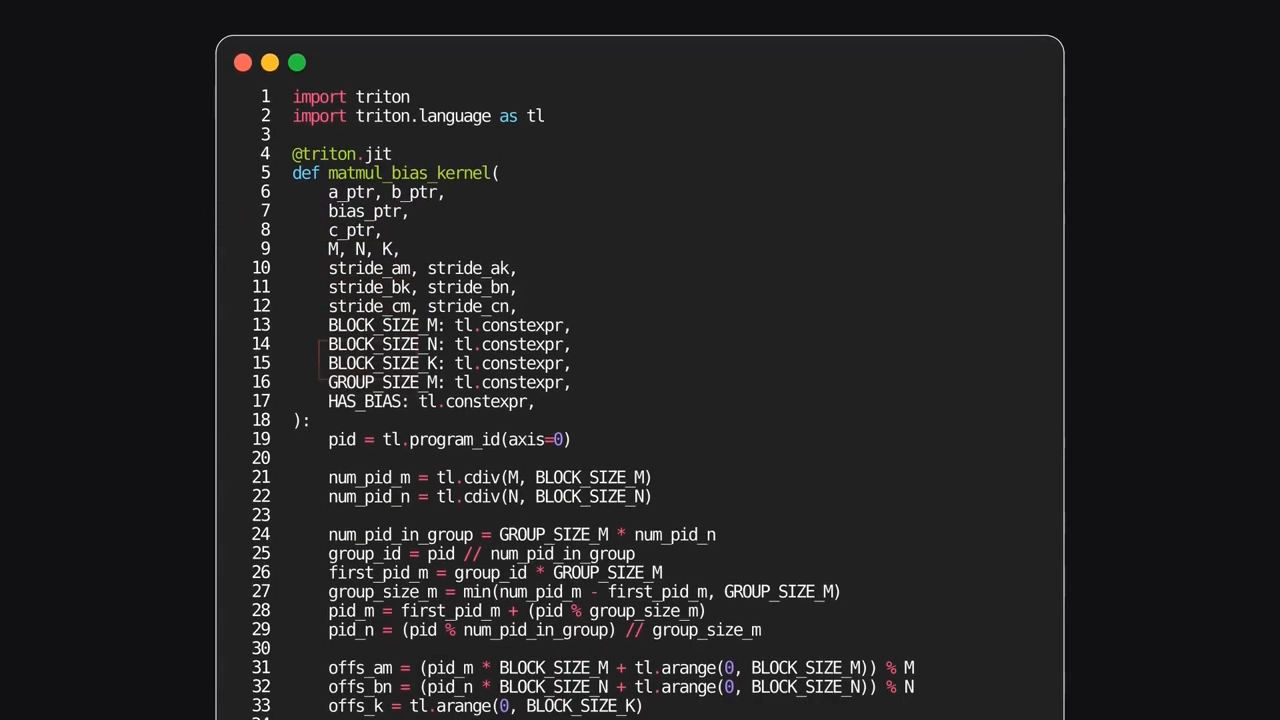 1 import triton
2 import triton.language as tl
3
4 @triton.jit
5 def matmul_bias_kernel(
6     a_ptr, b_ptr,
7     bias_ptr,
8     c_ptr,
9     M, N, K,
10     stride_am, stride_ak,
11     stride_bk, stride_bn,
12     stride_cm, stride_cn,
13     BLOCK_SIZE_M: tl.constexpr,
14     BLOCK_SIZE_N: tl.constexpr,
15     BLOCK_SIZE_K: tl.constexpr,
16     GROUP_SIZE_M: tl.constexpr,
17     HAS_BIAS: tl.constexpr,
18 ):
19     pid = tl.program_id(axis=0)
20
21     num_pid_m = tl.cdiv(M, BLOCK_SIZE_M)
22     num_pid_n = tl.cdiv(N, BLOCK_SIZE_N)
23
24     num_pid_in_group = GROUP_SIZE_M * num_pid_n
25     group_id = pid // num_pid_in_group
26     first_pid_m = group_id * GROUP_SIZE_M
27     group_size_m = min(num_pid_m - first_pid_m, GROUP_SIZE_M)
28     pid_m = first_pid_m + (pid % group_size_m)
29     pid_n = (pid % num_pid_in_group) // group_size_m
30
31     offs_am = (pid_m * BLOCK_SIZE_M + tl.arange(0, BLOCK_SIZE_M)) % M
32     offs_bn = (pid_n * BLOCK_SIZE_N + tl.arange(0, BLOCK_SIZE_N)) % N
33     offs_k = tl.arange(0, BLOCK_SIZE_K)